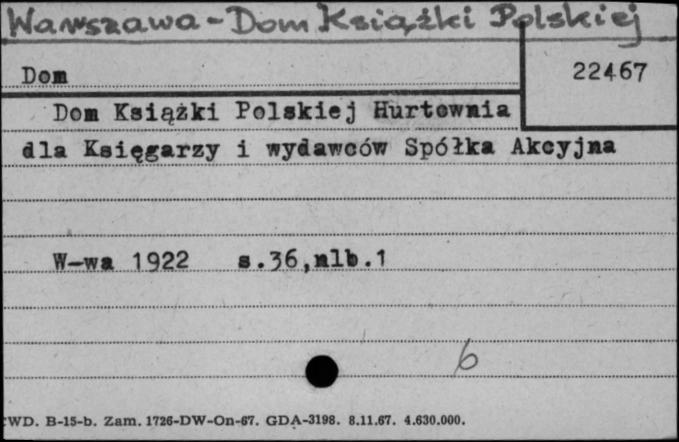 Warszawa - Dom Książki Polskiej
Dom
22467
Dom Książki Polskiej Hurtownia
dla Księgarzy i wydawców Spółka Akcyjna
W-wa 1922 s.36,nlb.1
6
WD. B-15-b. Zam. 1726-DW-On-67. GDA-3198. 8.11.67. 4.630.000.